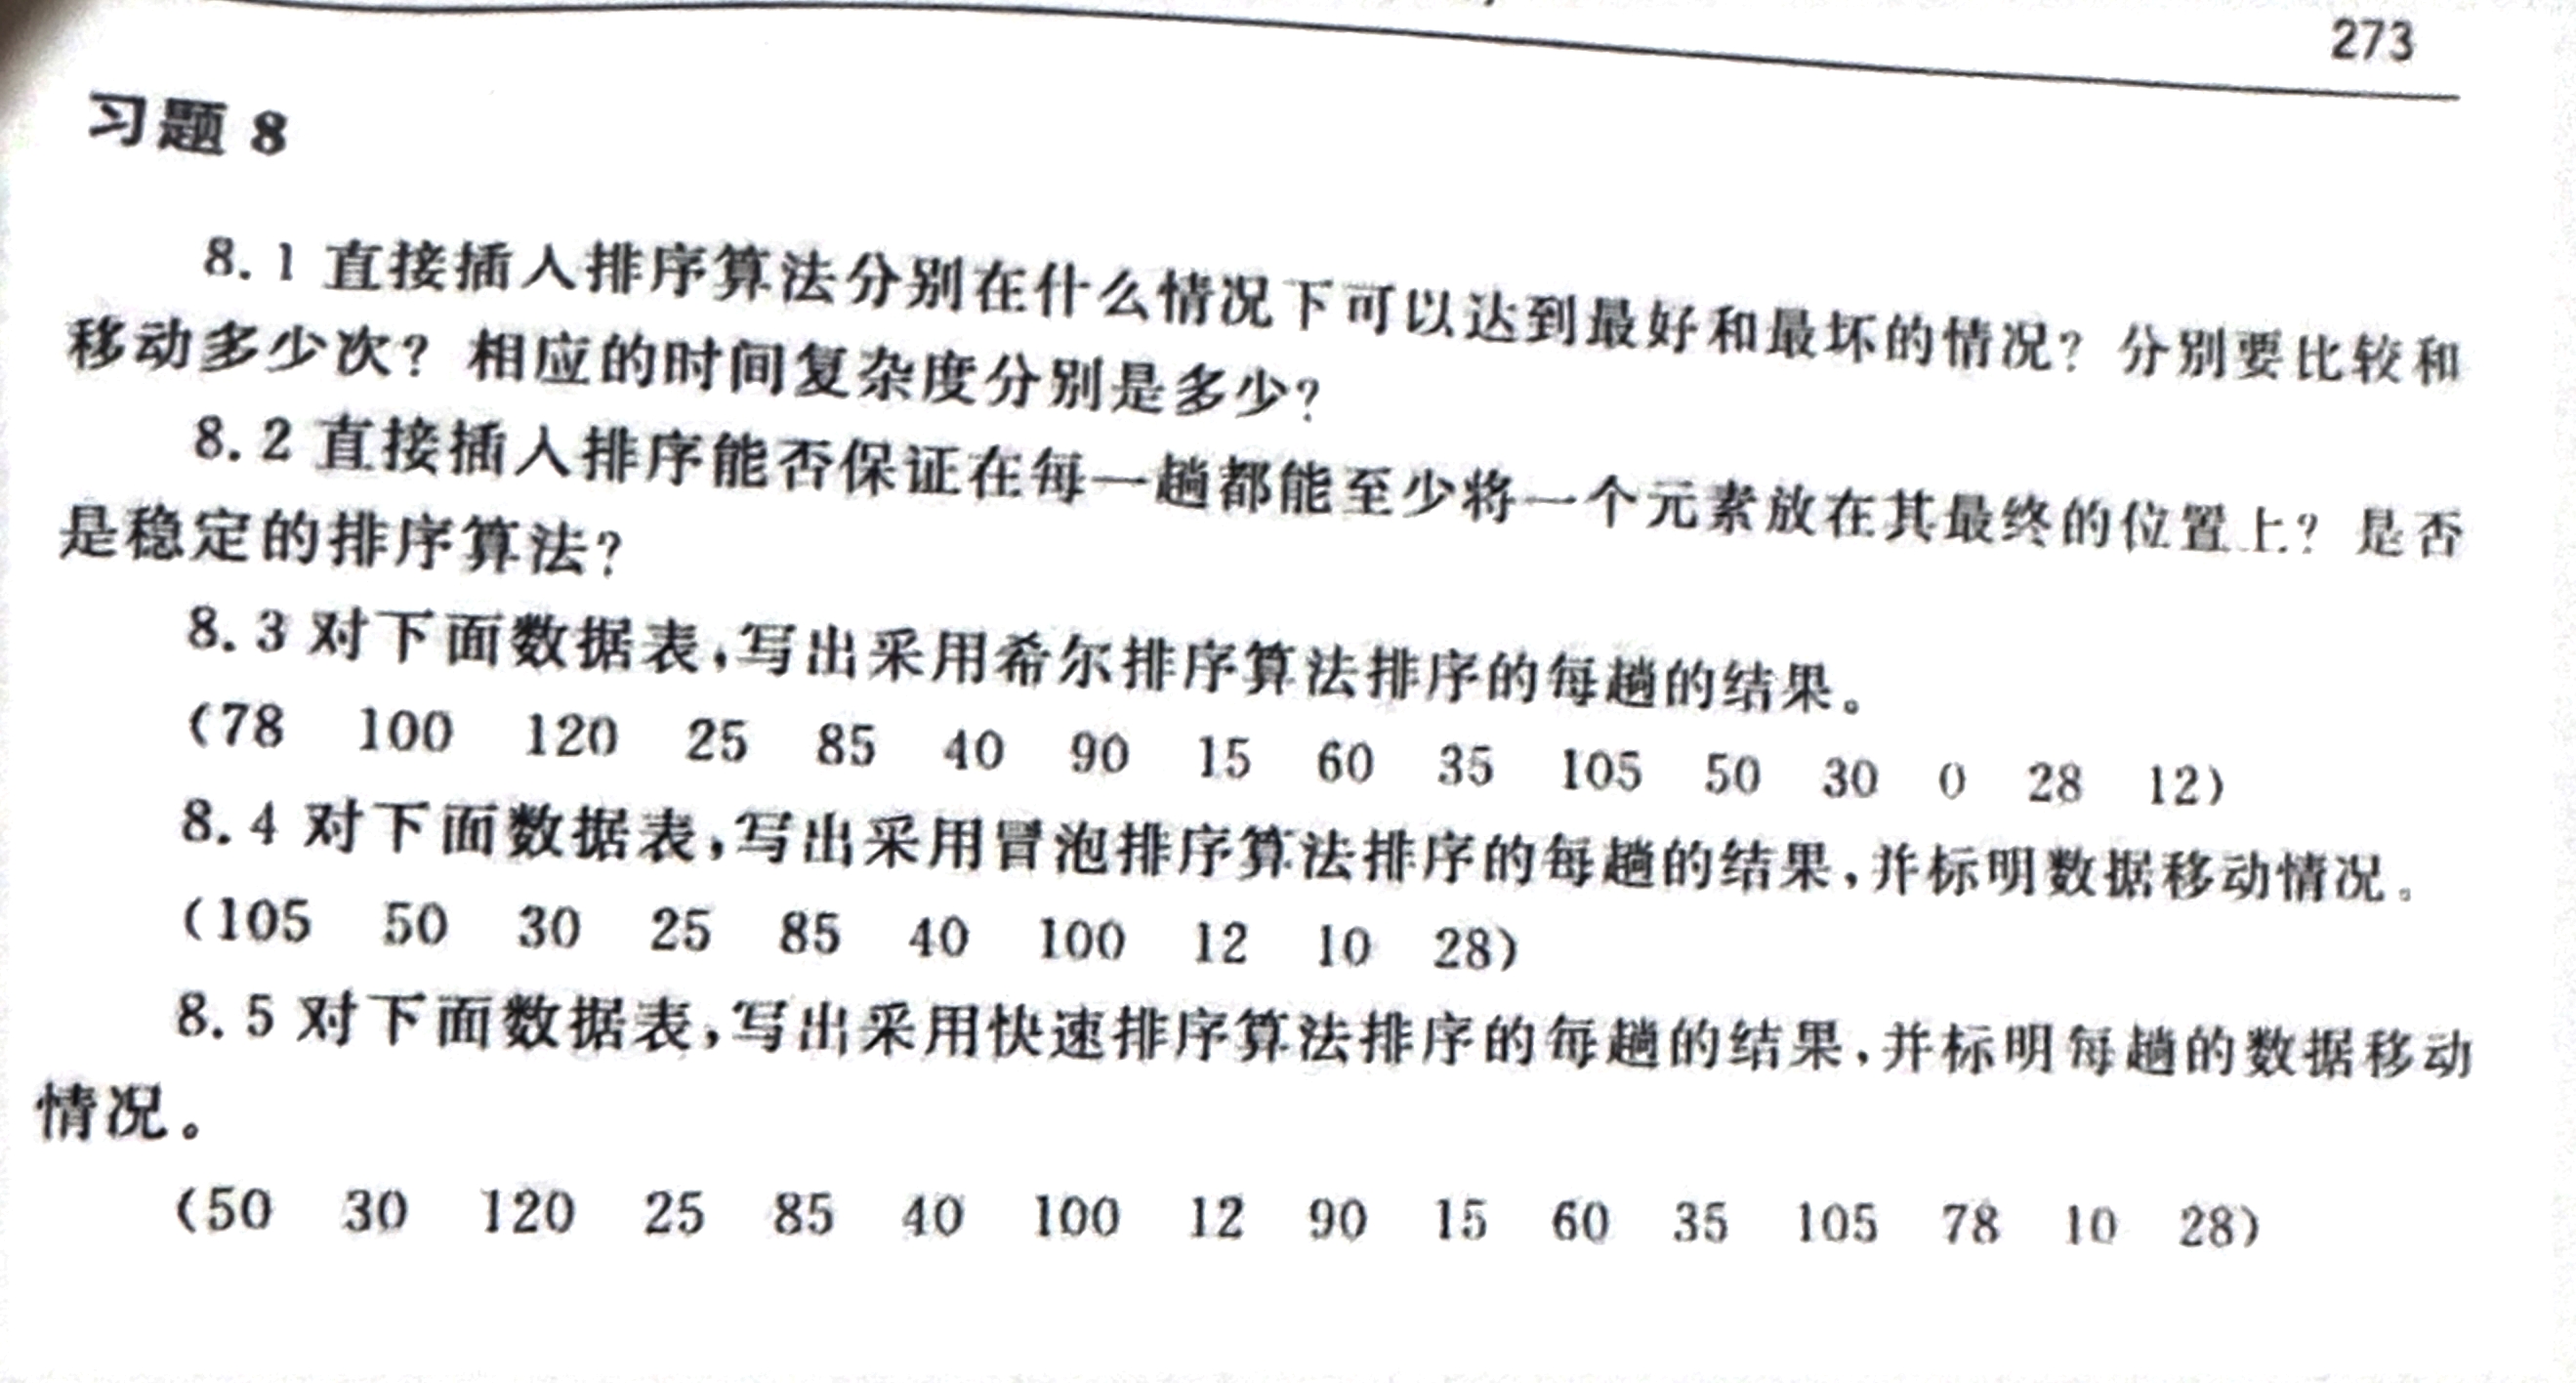 273
习题 8
8.1 直接插入排序算法分别在什么情况下可以达到最好和最坏的情况？分别要比较和
移动多少次？相应的时间复杂度分别是多少？
8.2 直接插入排序能否保证在每一趟都能至少将一个元素放在其最终的位置上？是否
是稳定的排序算法？
8.3 对下面数据表，写出采用希尔排序算法排序的每趟的结果。
(78 100 120 25 85 40 90 15 60 35 105 50 30 0 28 12)
8.4 对下面数据表，写出采用冒泡排序算法排序的每趟的结果，并标明数据移动情况。
(105 50 30 25 85 40 100 12 10 28)
8.5 对下面数据表，写出采用快速排序算法排序的每趟的结果，并标明每趟的数据移动
情况。
(50 30 120 25 85 40 100 12 90 15 60 35 105 78 10 28)